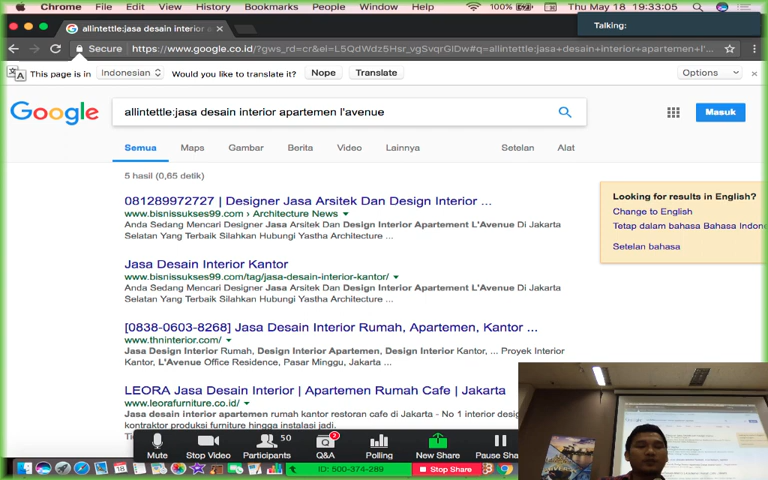 Chrome File Edit View History Bookmarks People Window Help 100% Thu May 18 19:33:05
Talking:
allintettle:jasa desain interior a
Secure https://www.google.co.id/?gws_rd=cr&ei=L5QdWdz5Hsr_vgSvqrGIDw#q=allintettle:jasa+desain+interior+apartemen+l'...
This page is in Indonesian Would you like to translate it? Nope Translate Options
Google allintettle:jasa desain interior apartemen l'avenue Masuk
Semua Maps Gambar Berita Video Lainnya Setelan Alat
5 hasil (0,65 detik)
Looking for results in English?
Change to English
Tetap dalam bahasa Bahasa Indon
Setelan bahasa
081289972727 | Designer Jasa Arsitek Dan Design Interior ...
www.bisnissukses99.com › Architecture News
Anda Sedang Mencari Designer Jasa Arsitek Dan Design Interior Apartement L'Avenue Di Jakarta
Selatan Yang Terbaik Silahkan Hubungi Yastha Architecture ...
Jasa Desain Interior Kantor
www.bisnissukses99.com/tag/jasa-desain-interior-kantor/
Anda Sedang Mencari Designer Jasa Arsitek Dan Design Interior Apartement L'Avenue Di Jakarta
Selatan Yang Terbaik Silahkan Hubungi Yastha Architecture ...
[0838-0603-8268] Jasa Desain Interior Rumah, Apartemen, Kantor ...
www.thninterior.com/
Jasa Design Interior Rumah, Design Interior Apartemen, Design Interior Kantor, ... Proyek Interior
Kantor, L'Avenue Office Residence, Pasar Minggu, Jakarta ...
LEORA Jasa Desain Interior | Apartemen Rumah Cafe | Jakarta
www.leorafurniture.co.id/
Jasa desain interior apartemen rumah kantor restoran cafe di Jakarta - No 1 interior desig
kontraktor produksi furniture hingga instalasi jadi.
50 2
Mute Stop Video Participants Q&A Polling New Share Pause Sha
ID: 500-374-289 Stop Share